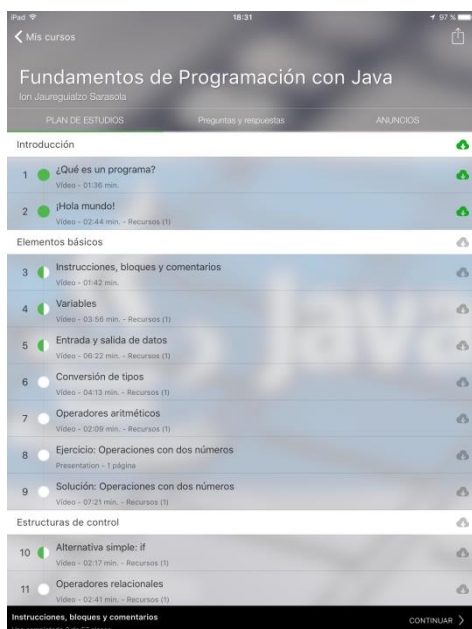 iPad
18:31
97 %
Mis cursos
Fundamentos de Programación con Java
Ion Jaureguialzo Sarasola
PLAN DE ESTUDIOS
Preguntas y respuestas
ANUNCIOS
Introducción
1 ¿Qué es un programa?
Vídeo - 01:36 min.
2 ¡Hola mundo!
Vídeo - 02:44 min. - Recursos (1)
Elementos básicos
3 Instrucciones, bloques y comentarios
Vídeo - 01:42 min.
4 Variables
Vídeo - 03:56 min. - Recursos (1)
5 Entrada y salida de datos
Vídeo - 06:22 min. - Recursos (1)
6 Conversión de tipos
Vídeo - 04:13 min. - Recursos (1)
7 Operadores aritméticos
Vídeo - 02:09 min. - Recursos (1)
8 Ejercicio: Operaciones con dos números
Presentation - 1 página
9 Solución: Operaciones con dos números
Vídeo - 07:21 min. - Recursos (1)
Java
Estructuras de control
10 Alternativa simple: if
Vídeo - 02:17 min. - Recursos (1)
11 Operadores relacionales
Vídeo - 02:41 min. - Recursos (1)
Instrucciones, bloques y comentarios
CONTINUAR